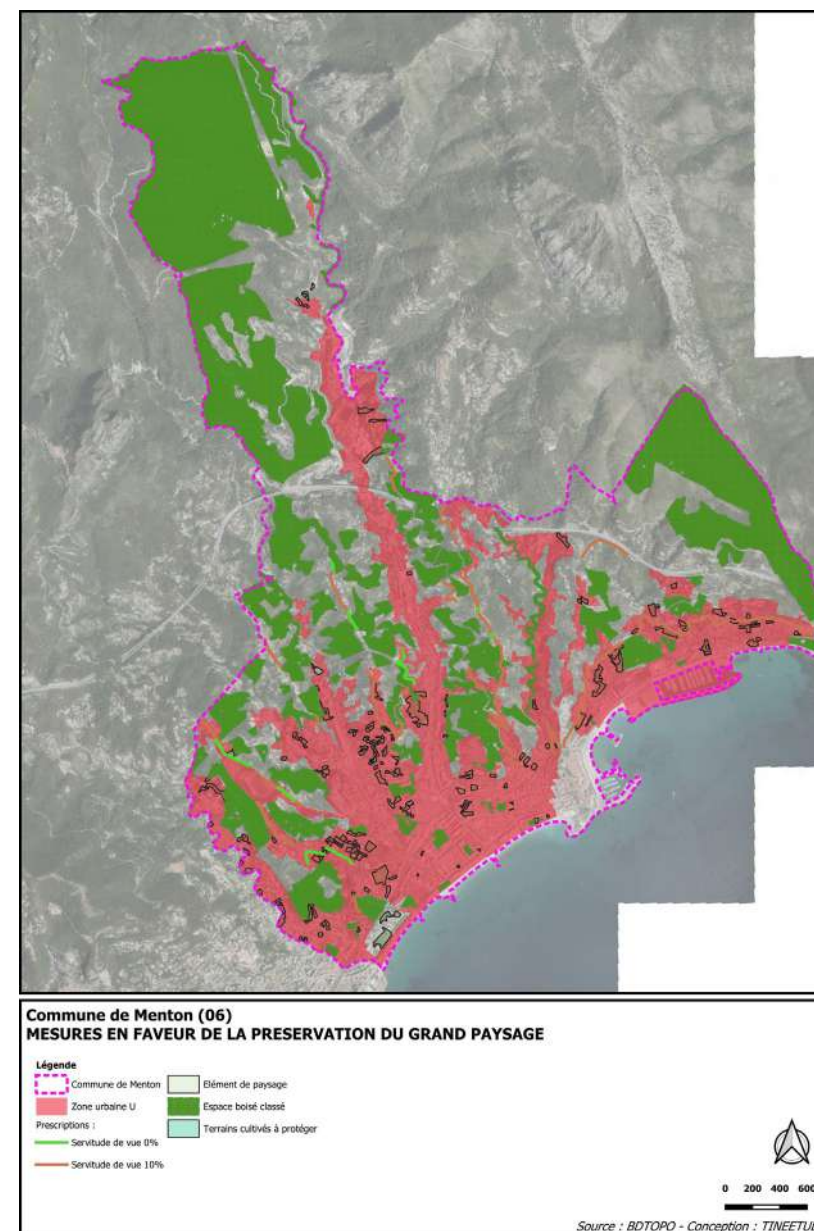 Commune de Menton (06)
MESURES EN FAVEUR DE LA PRESERVATION DU GRAND PAYSAGE
Légende
Commune de Menton
Zone urbaine U
Prescriptions :
Servitude de vue 0%
Servitude de vue 10%
Elément de paysage
Espace boisé classé
Terrains cultivés à protéger
0 200 400 600
Source : BDTOPO - Conception :